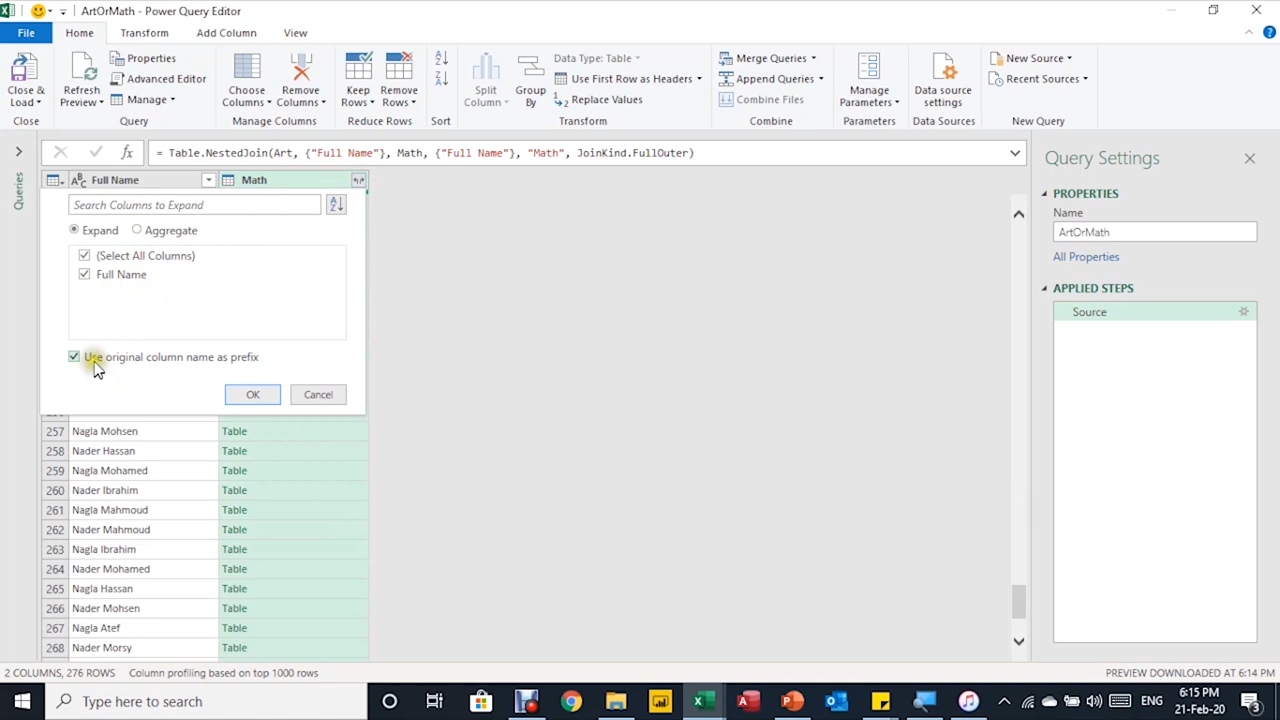 ArtOrMath - Power Query Editor
File
Home
Transform
Add Column
View
Close & Load
Close
Refresh Preview
Properties
Advanced Editor
Manage
Query
Choose Columns
Remove Columns
Manage Columns
Keep Rows
Remove Rows
Reduce Rows
Sort
Split Column
Group By
Data Type: Table
Use First Row as Headers
Replace Values
Transform
Merge Queries
Append Queries
Combine Files
Combine
Manage Parameters
Parameters
Data source settings
Data Sources
New Source
Recent Sources
New Query
Queries
fx = Table.NestedJoin(Art, {"Full Name"}, Math, {"Full Name"}, "Math", JoinKind.FullOuter)
ABC Full Name Math
Search Columns to Expand
Expand Aggregate
(Select All Columns)
Full Name
Use original column name as prefix
OK Cancel
257 Nagla Mohsen Table
258 Nader Hassan Table
259 Nagla Mohamed Table
260 Nader Ibrahim Table
261 Nagla Mahmoud Table
262 Nader Mahmoud Table
263 Nagla Ibrahim Table
264 Nader Mohamed Table
265 Nagla Hassan Table
266 Nader Mohsen Table
267 Nagla Atef Table
268 Nader Morsy Table
Query Settings
PROPERTIES
Name
ArtOrMath
All Properties
APPLIED STEPS
Source
2 COLUMNS, 276 ROWS Column profiling based on top 1000 rows
PREVIEW DOWNLOADED AT 6:14 PM
Type here to search
ENG
6:15 PM
21-Feb-20
3